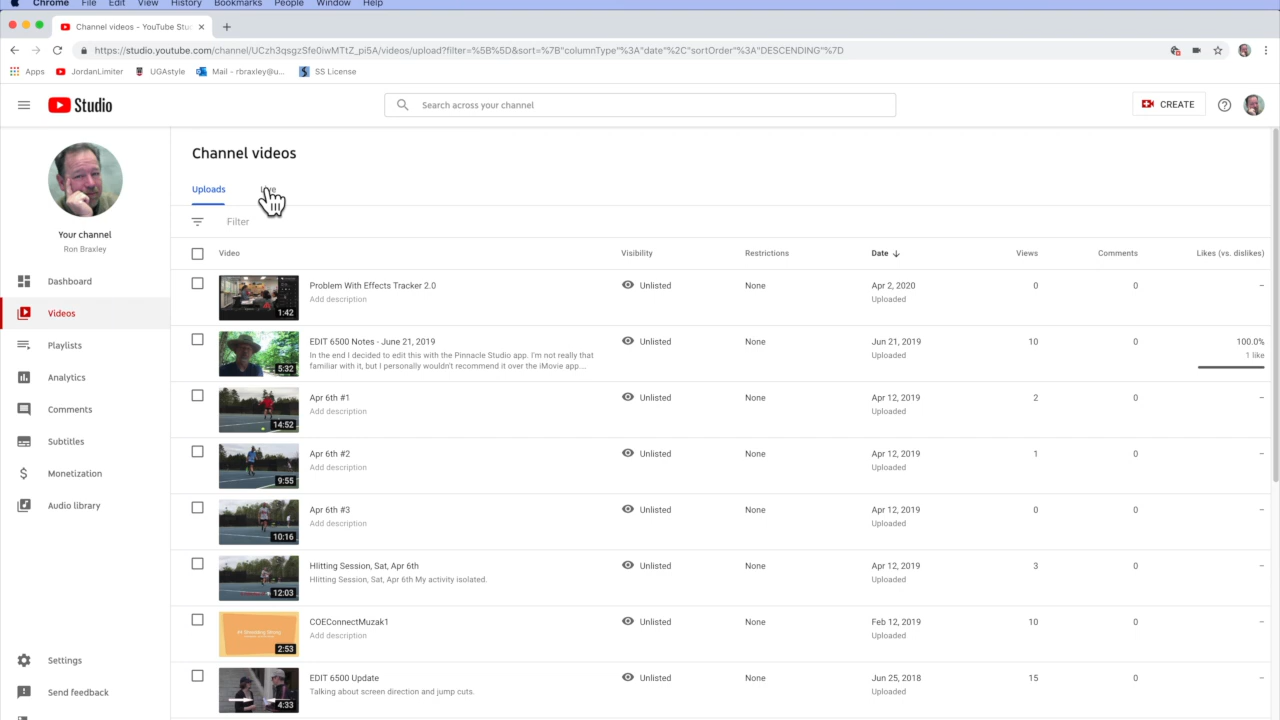 Chrome File Edit View History Bookmarks People Window Help
Channel videos - YouTube Stu
https://studio.youtube.com/channel/UCzh3qsgzSfe0iwMTtZ_pi5A/videos/upload?filter=%5B%5D&sort=%7B"columnType"%3A"date"%2C"sortOrder"%3A"DESCENDING"%7D
Apps JordanLimiter UGAstyle Mail - rbraxley@u... SS License
Studio Search across your channel CREATE
Channel videos
Uploads Live
Filter
Your channel
Ron Braxley
Dashboard
Videos
Playlists
Analytics
Comments
Subtitles
Monetization
Audio library
Settings
Send feedback
Video Visibility Restrictions Date Views Comments Likes (vs. dislikes)
Problem With Effects Tracker 2.0 Unlisted None Apr 2, 2020 0 0 –
Add description Uploaded
1:42
EDIT 6500 Notes - June 21, 2019 Unlisted None Jun 21, 2019 10 0 100.0%
In the end I decided to edit this with the Pinnacle Studio app. I'm not really that Uploaded 1 like
familiar with it, but I personally wouldn't recommend it over the iMovie app....
5:32
Apr 6th #1 Unlisted None Apr 12, 2019 2 0 –
Add description Uploaded
14:52
Apr 6th #2 Unlisted None Apr 12, 2019 1 0 –
Add description Uploaded
9:55
Apr 6th #3 Unlisted None Apr 12, 2019 0 0 –
Add description Uploaded
10:16
HIitting Session, Sat, Apr 6th Unlisted None Apr 12, 2019 3 0 –
HIitting Session, Sat, Apr 6th My activity isolated. Uploaded
12:03
COEConnectMuzak1 Unlisted None Feb 12, 2019 10 0 –
Add description Uploaded
2:53
EDIT 6500 Update Unlisted None Jun 25, 2018 15 0 –
Talking about screen direction and jump cuts. Uploaded
4:33